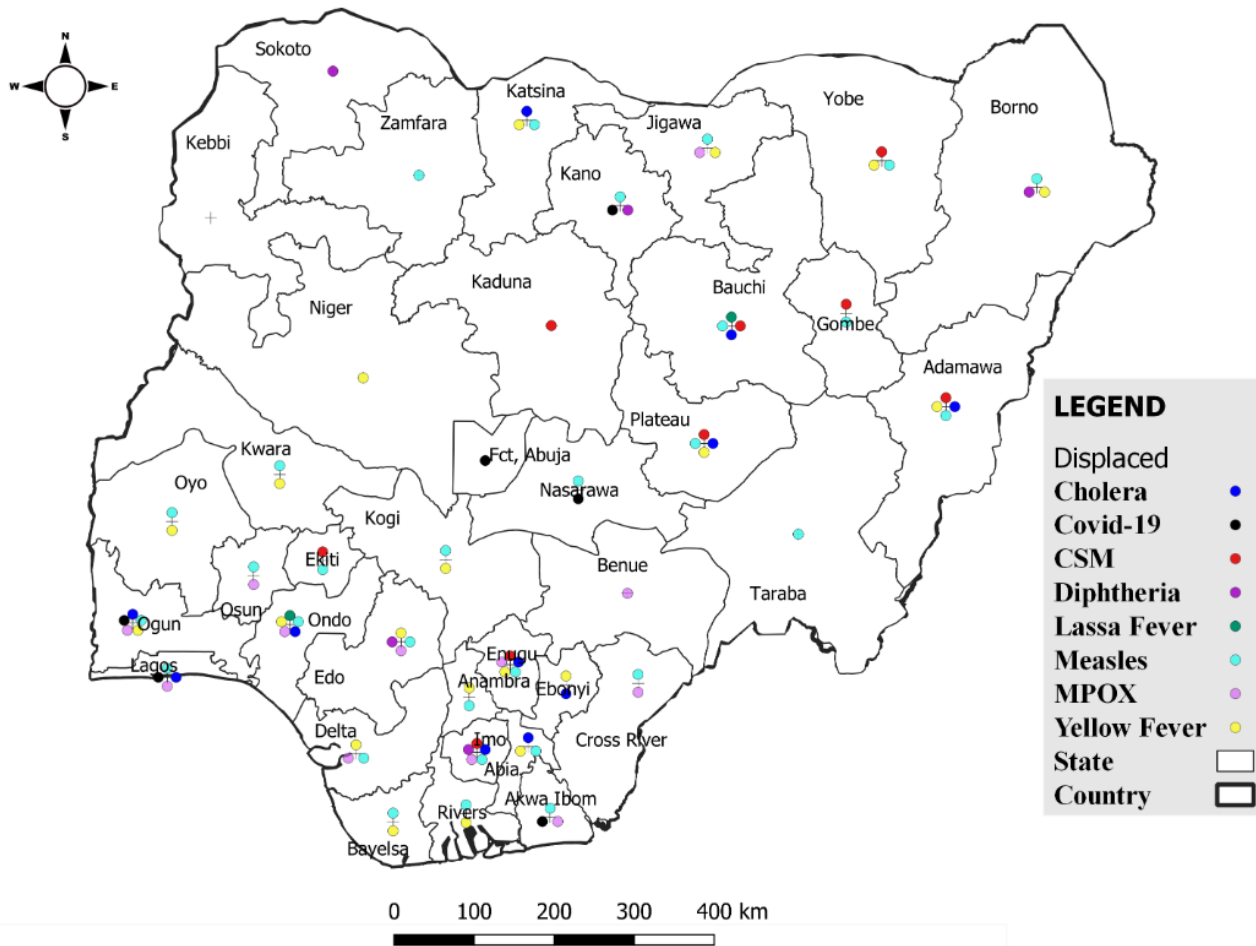 N
W E
S
Sokoto
Katsina
Yobe
Borno
Zamfara
Jigawa
Kebbi
Kano
Kaduna
Bauchi
Niger
Gombe
Adamawa
Plateau
Kwara
Fct, Abuja
Oyo
Nasarawa
Kogi
Ekiti
Benue
Taraba
Osun
Ogun
Ondo
Lagos
Enugu
Edo
Anambra
Ebonyi
Delta
Imo
Cross River
Abia
Akwa Ibom
Rivers
Bayelsa
LEGEND
Displaced
Cholera
Covid-19
CSM
Diphtheria
Lassa Fever
Measles
MPOX
Yellow Fever
State
Country
0 100 200 300 400 km